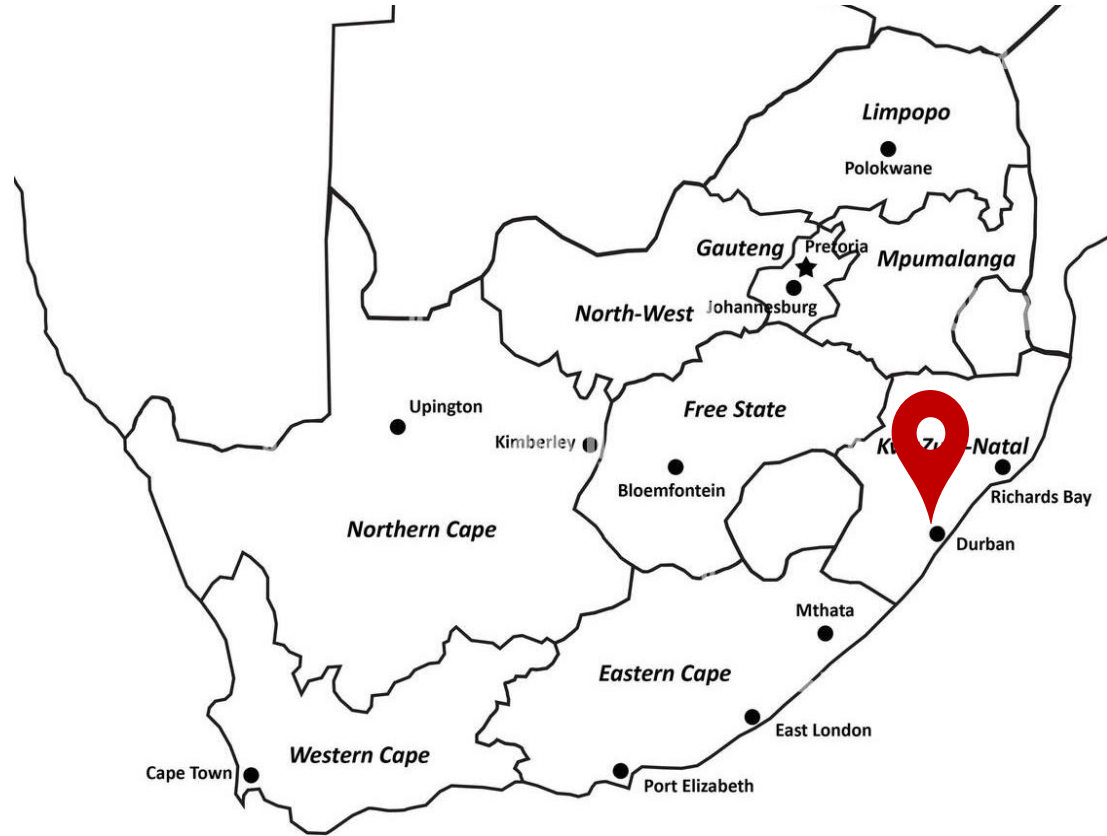 Limpopo
Polokwane
Gauteng
Pretoria
Mpumalanga
North-West
Johannesburg
Upington
Free State
Kimberley
Natal
Bloemfontein
Richards Bay
Northern Cape
Durban
Mthata
Eastern Cape
East London
Western Cape
Cape Town
Port Elizabeth